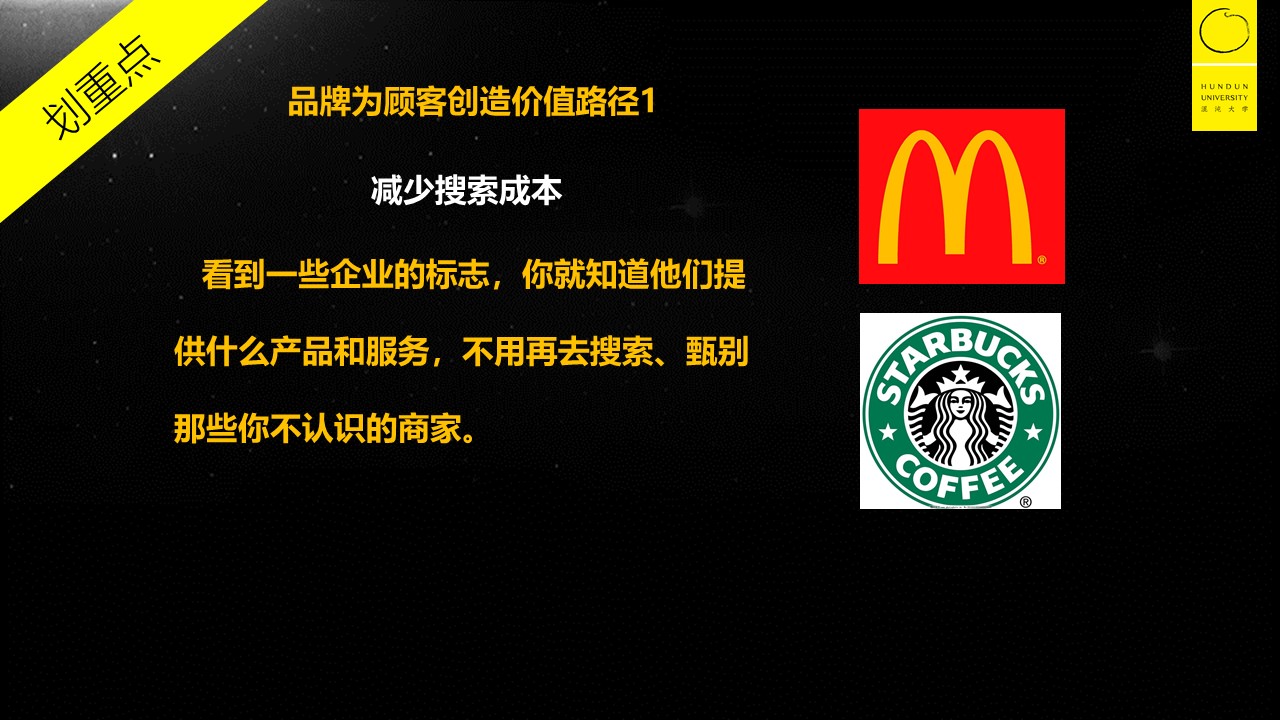 划重点
品牌为顾客创造价值路径1
减少搜索成本
看到一些企业的标志，你就知道他们提
供什么产品和服务，不用再去搜索、甄别
那些你不认识的商家。
®
STARBUCKS
COFFEE
®
HUNDUN
UNIVERSITY
混沌大学